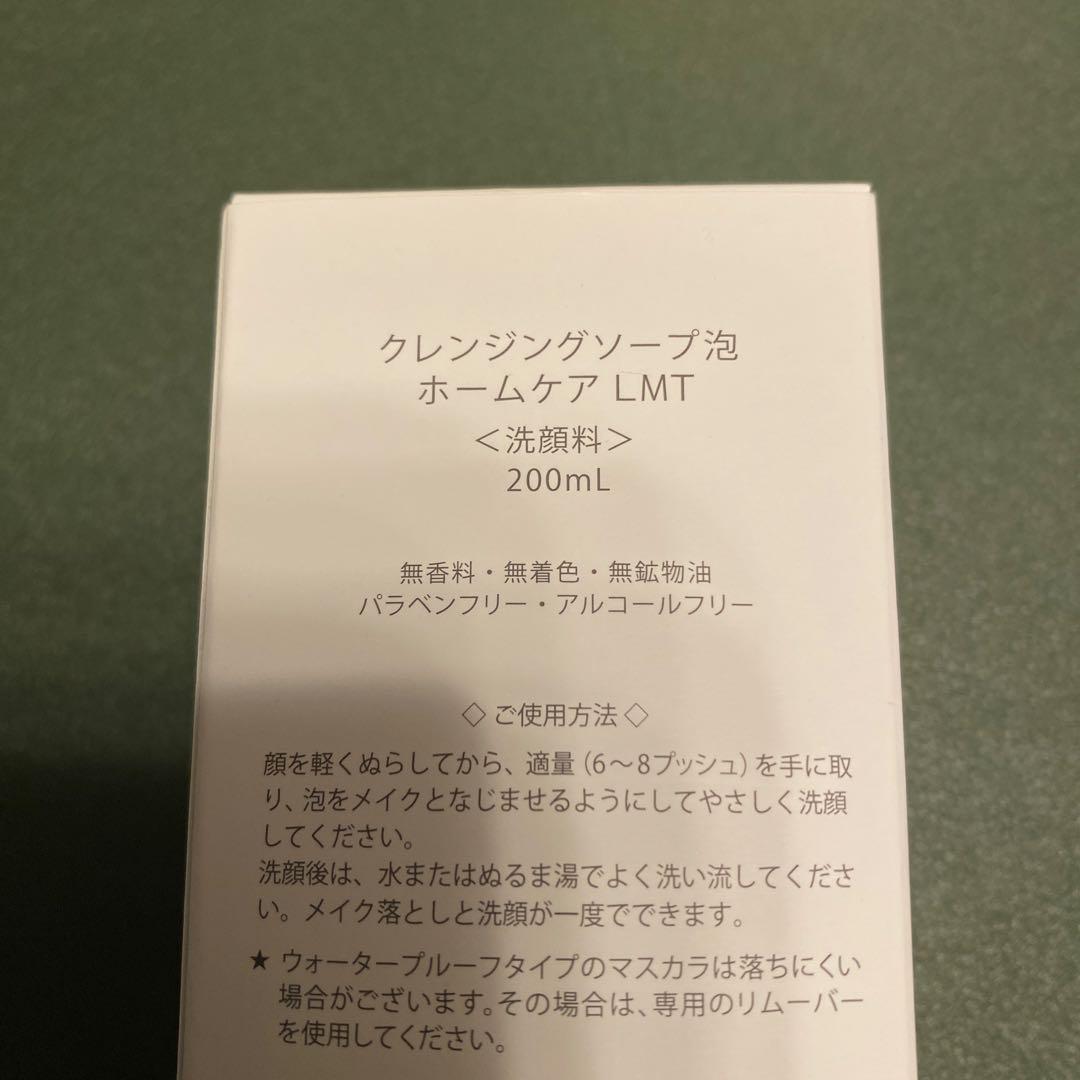 クレンジングソープ泡
ホームケア LMT
＜洗顔料＞
200mL
無香料・無着色・無鉱物油
パラベンフリー・アルコールフリー
◇ ご使用方法 ◇
顔を軽くぬらしてから、適量（6～8プッシュ）を手に取
り、泡をメイクとなじませるようにしてやさしく洗顔
してください。
洗顔後は、水またはぬるま湯でよく洗い流してくださ
い。メイク落としと洗顔が一度でできます。
★ ウォータープルーフタイプのマスカラは落ちにくい
場合がございます。その場合は、専用のリムーバー
を使用してください。